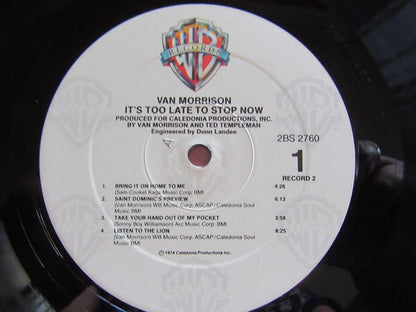 WB
RECORDS
VAN MORRISON
IT'S TOO LATE TO STOP NOW
PRODUCED FOR CALEDONIA PRODUCTIONS, INC.
BY VAN MORRISON AND TED TEMPLEMAN
Engineered by Donn Landee
2BS 2760
1
RECORD 2
1. BRING IT ON HOME TO ME 4:26
(Sam Cooke) Kags Music Corp. BMI
2. SAINT DOMINIC'S PREVIEW 6:13
(Van Morrison) WB Music Corp. ASCAP/Caledonia Soul
Music BMI
3. TAKE YOUR HAND OUT OF MY POCKET 3:58
(Sonny Boy Williamson) Arc Music Corp. BMI
4. LISTEN TO THE LION 8:25
(Van Morrison) WB Music Corp. ASCAP/Caledonia Soul
Music BMI
℗ 1974 Caledonia Productions Inc.